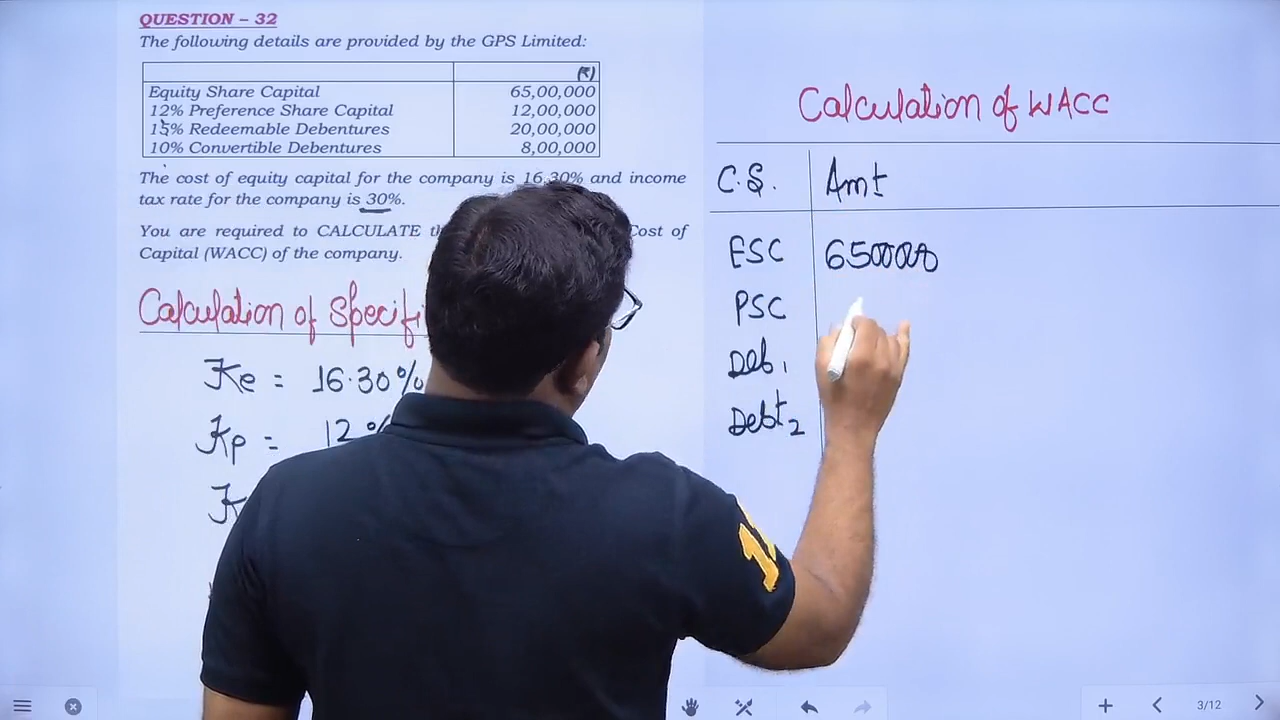 QUESTION – 32
The following details are provided by the GPS Limited:
(₹)
Equity Share Capital 65,00,000
12% Preference Share Capital 12,00,000
15% Redeemable Debentures 20,00,000
10% Convertible Debentures 8,00,000
The cost of equity capital for the company is 16.30% and income
tax rate for the company is 30%.
You are required to CALCULATE Cost of
Capital (WACC) of the company.
Calculation of Specifi
Ke = 16.30%
Kp = 12%
K
Calculation of WACC
C.S. Amt
ESC 6500000
PSC
Deb1
Debt2
1
3/12